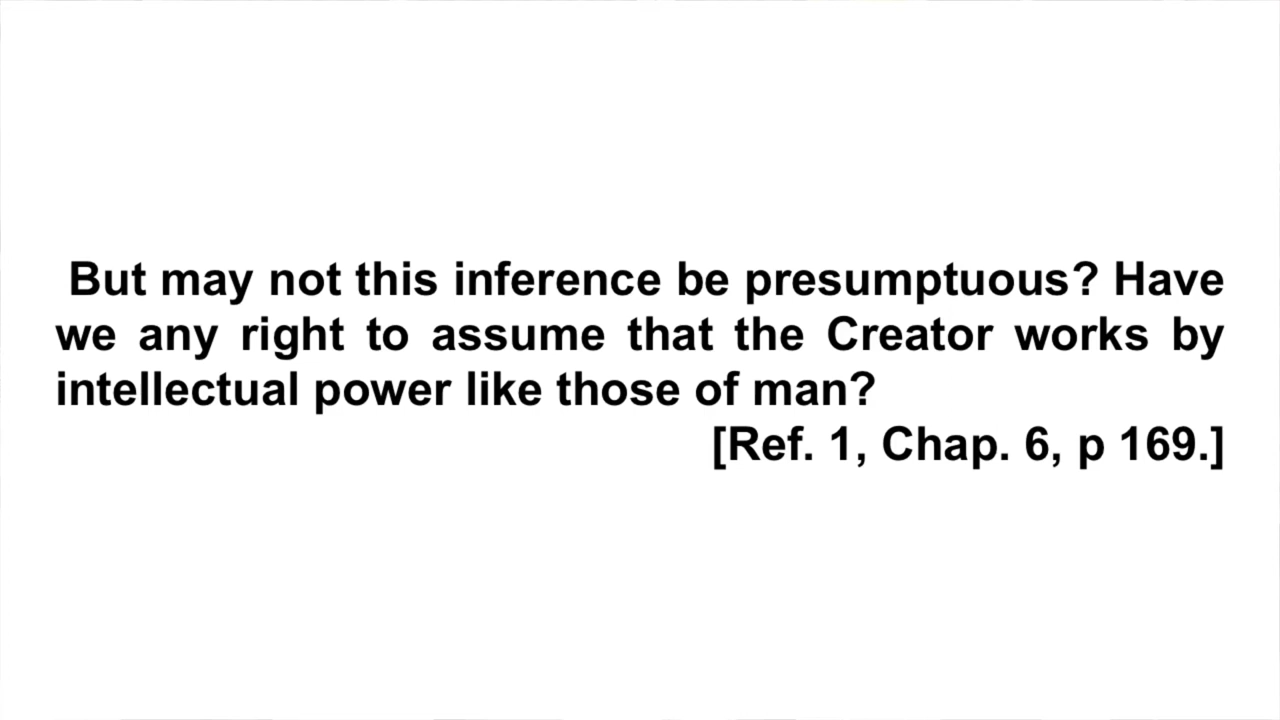 But may not this inference be presumptuous? Have
we any right to assume that the Creator works by
intellectual power like those of man?
[Ref. 1, Chap. 6, p 169.]